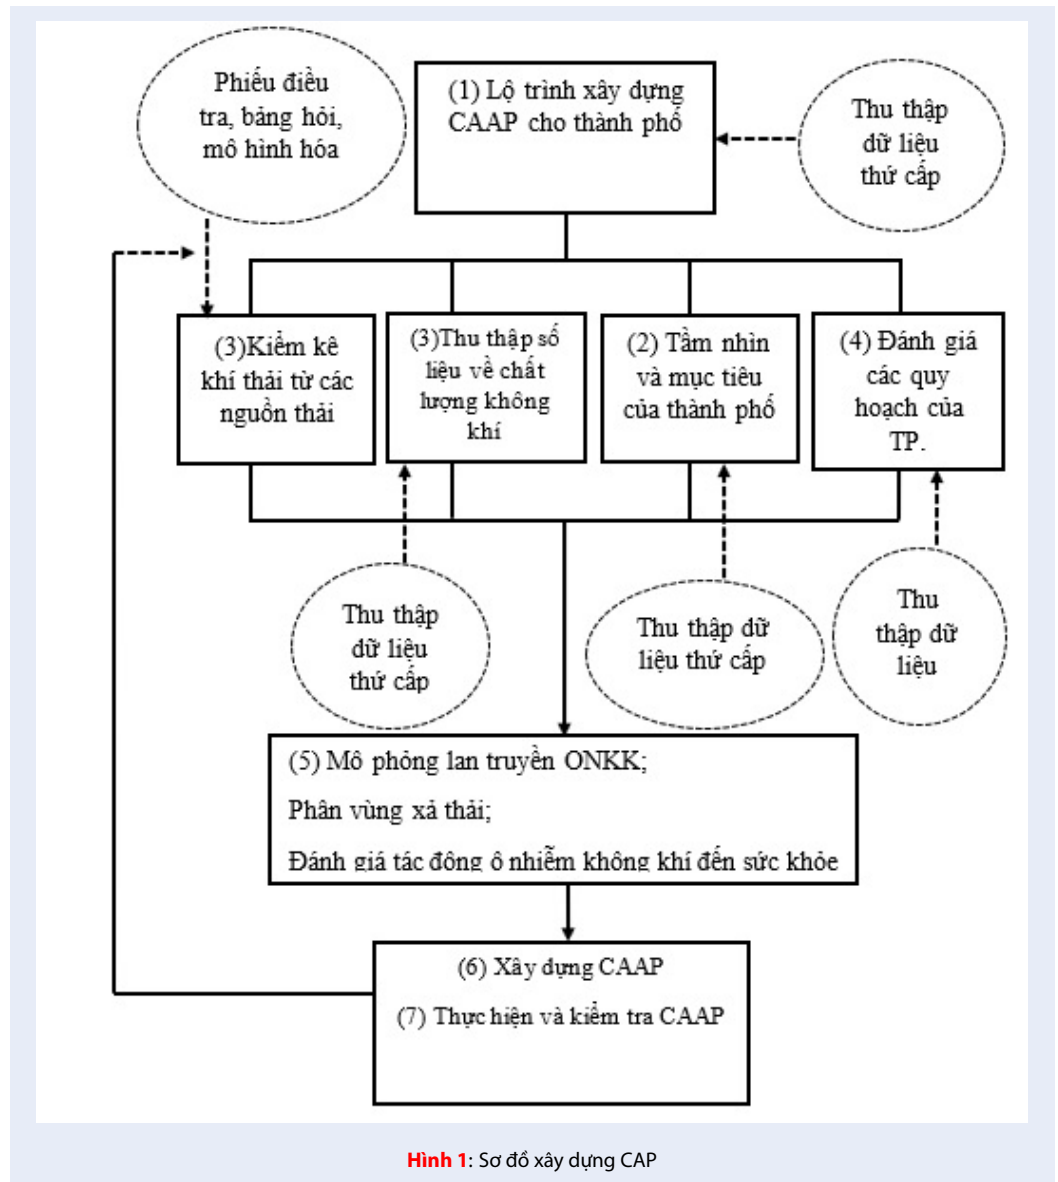 Phiếu điều
tra, bảng hỏi,
mô hình hóa
(1) Lộ trình xây dựng
CAAP cho thành phố
Thu thập
dữ liệu
thứ cấp
(3)Kiểm kê
khí thải từ các
nguồn thải
(3)Thu thập số
liệu về chất
lượng không
khí
(2) Tầm nhìn
và mục tiêu
của thành phố
(4) Đánh giá
các quy
hoạch của
TP.
Thu thập
dữ liệu
thứ cấp
Thu thập dữ
liệu thứ cấp
Thu
thập dữ
liệu
(5) Mô phỏng lan truyền ONKK;
Phân vùng xả thải;
Đánh giá tác động ô nhiễm không khí đến sức khỏe
(6) Xây dựng CAAP
(7) Thực hiện và kiểm tra CAAP
Hình 1: Sơ đồ xây dựng CAP